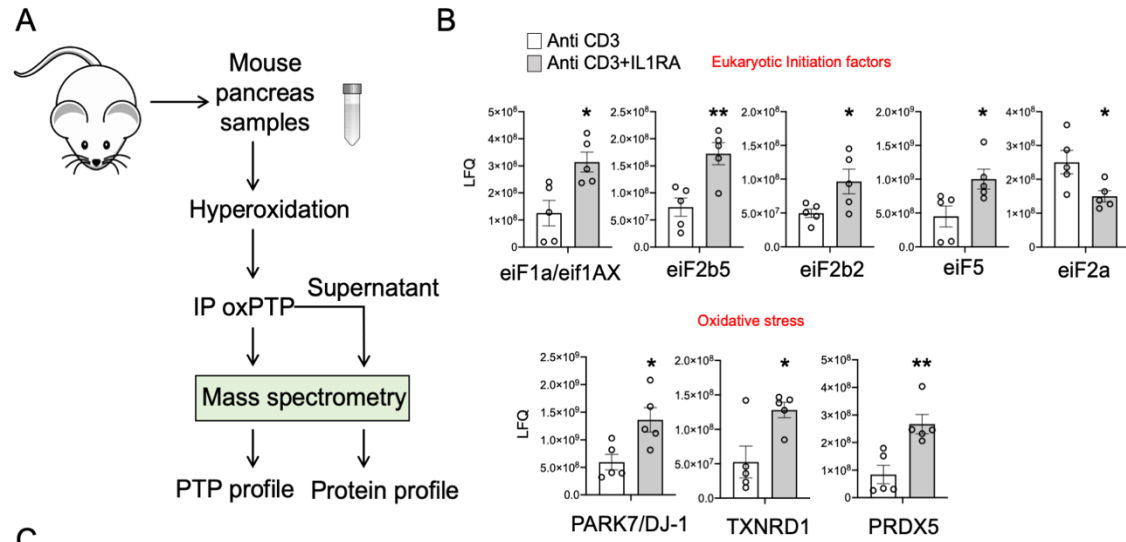 A
Mouse
pancreas
samples
Hyperoxidation
IP oxPTP
Supernatant
Mass spectrometry
PTP profile
Protein profile
B
Anti CD3
Anti CD3+IL1RA
Eukaryotic Initiation factors
LFQ
5×10⁸
4×10⁸
3×10⁸
2×10⁸
1×10⁸
0
*
eiF1a/eif1AX
2.5×10⁸
2.0×10⁸
1.5×10⁸
1.0×10⁸
5.0×10⁷
0.0
**
eiF2b5
2.0×10⁸
1.5×10⁸
1.0×10⁸
5.0×10⁷
0.0
*
eiF2b2
2.0×10⁹
1.5×10⁹
1.0×10⁹
5.0×10⁸
0.0
*
eiF5
4×10⁸
3×10⁸
2×10⁸
1×10⁸
0
*
eiF2a
Oxidative stress
LFQ
2.5×10⁹
2.0×10⁹
1.5×10⁹
1.0×10⁹
5.0×10⁸
0.0
*
PARK7/DJ-1
2.0×10⁸
1.5×10⁸
1.0×10⁸
5.0×10⁷
0.0
*
TXNRD1
5×10⁸
4×10⁸
3×10⁸
2×10⁸
1×10⁸
0
**
PRDX5